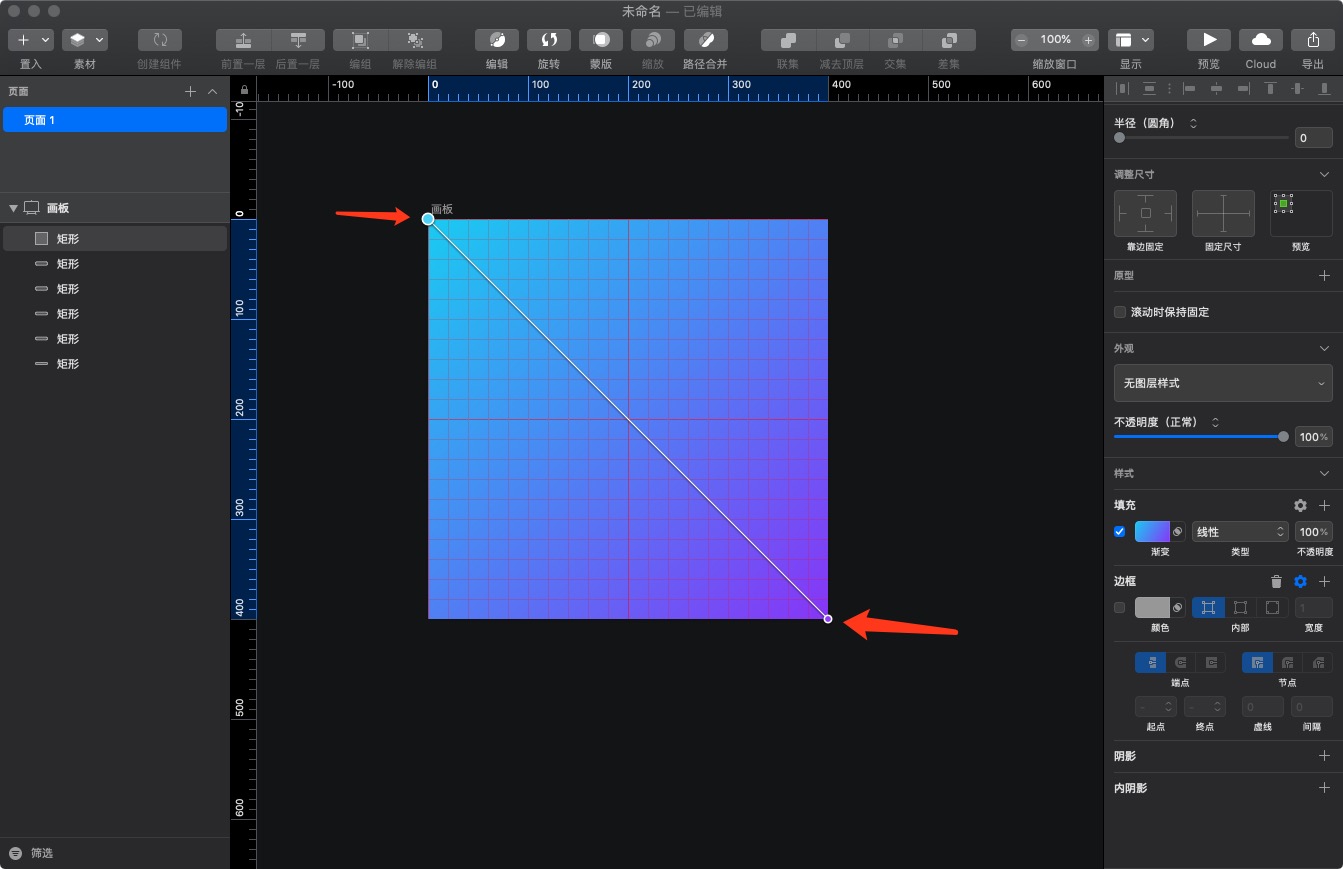 未命名 — 已编辑
置入 素材 创建组件 前置一层 后置一层 编组 解除编组 编辑 旋转 蒙版 缩放 路径合并 联集 减去顶层 交集 差集 100% 缩放窗口 显示 预览 Cloud 导出
页面
页面 1
画板
矩形
矩形
矩形
矩形
矩形
矩形
筛选
-100 0 100 200 300 400 500 600
-10
0
100
200
300
400
500
600
画板
半径（圆角）
0
调整尺寸
靠边固定 固定尺寸 预览
原型
滚动时保持固定
外观
无图层样式
不透明度（正常）
100%
样式
填充
线性 100%
渐变 类型 不透明度
边框
1
颜色 内部 宽度
端点 节点
- - 0 0
起点 终点 虚线 间隔
阴影
内阴影